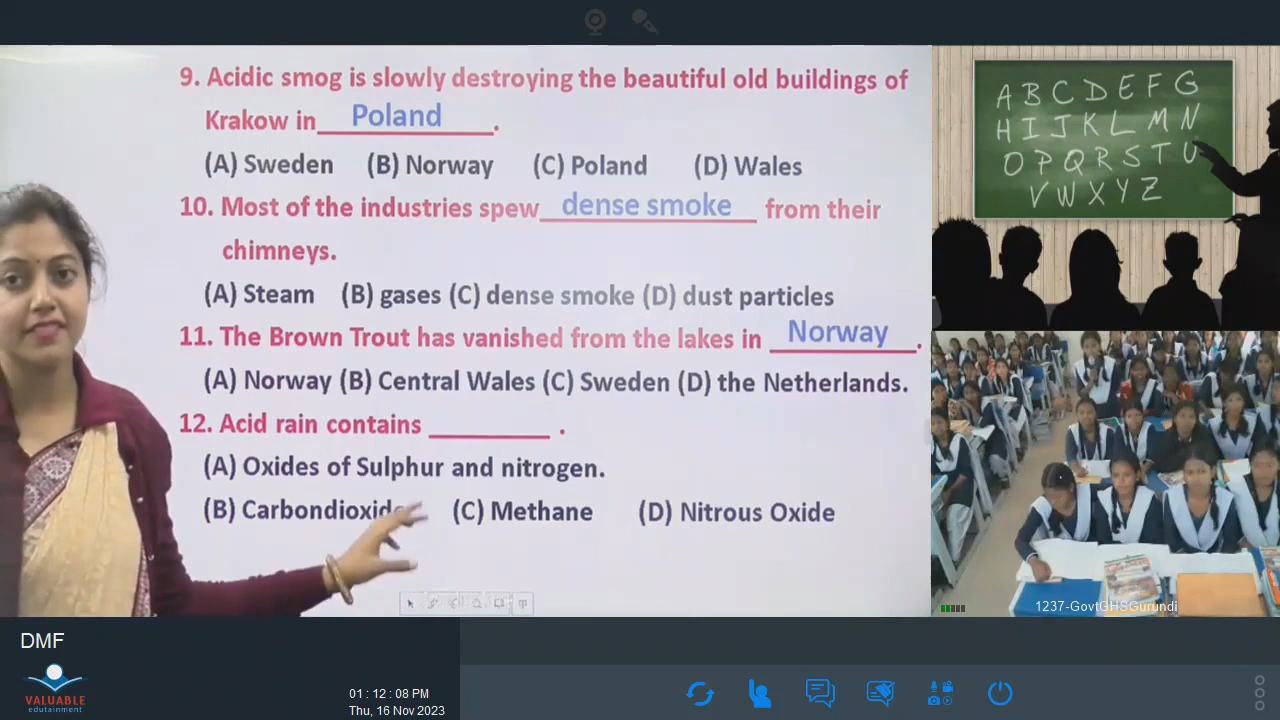 9. Acidic smog is slowly destroying the beautiful old buildings of
Krakow in Poland.
(A) Sweden (B) Norway (C) Poland (D) Wales
10. Most of the industries spew dense smoke from their
chimneys.
(A) Steam (B) gases (C) dense smoke (D) dust particles
11. The Brown Trout has vanished from the lakes in Norway.
(A) Norway (B) Central Wales (C) Sweden (D) the Netherlands.
12. Acid rain contains ________ .
(A) Oxides of Sulphur and nitrogen.
(B) Carbondioxide (C) Methane (D) Nitrous Oxide
A B C D E F G
H I J K L M N
O P Q R S T U
V W X Y Z
1237-GovtGHSGurundi
DMF
VALUABLE
edutainment
01 : 12 : 08 PM
Thu, 16 Nov 2023